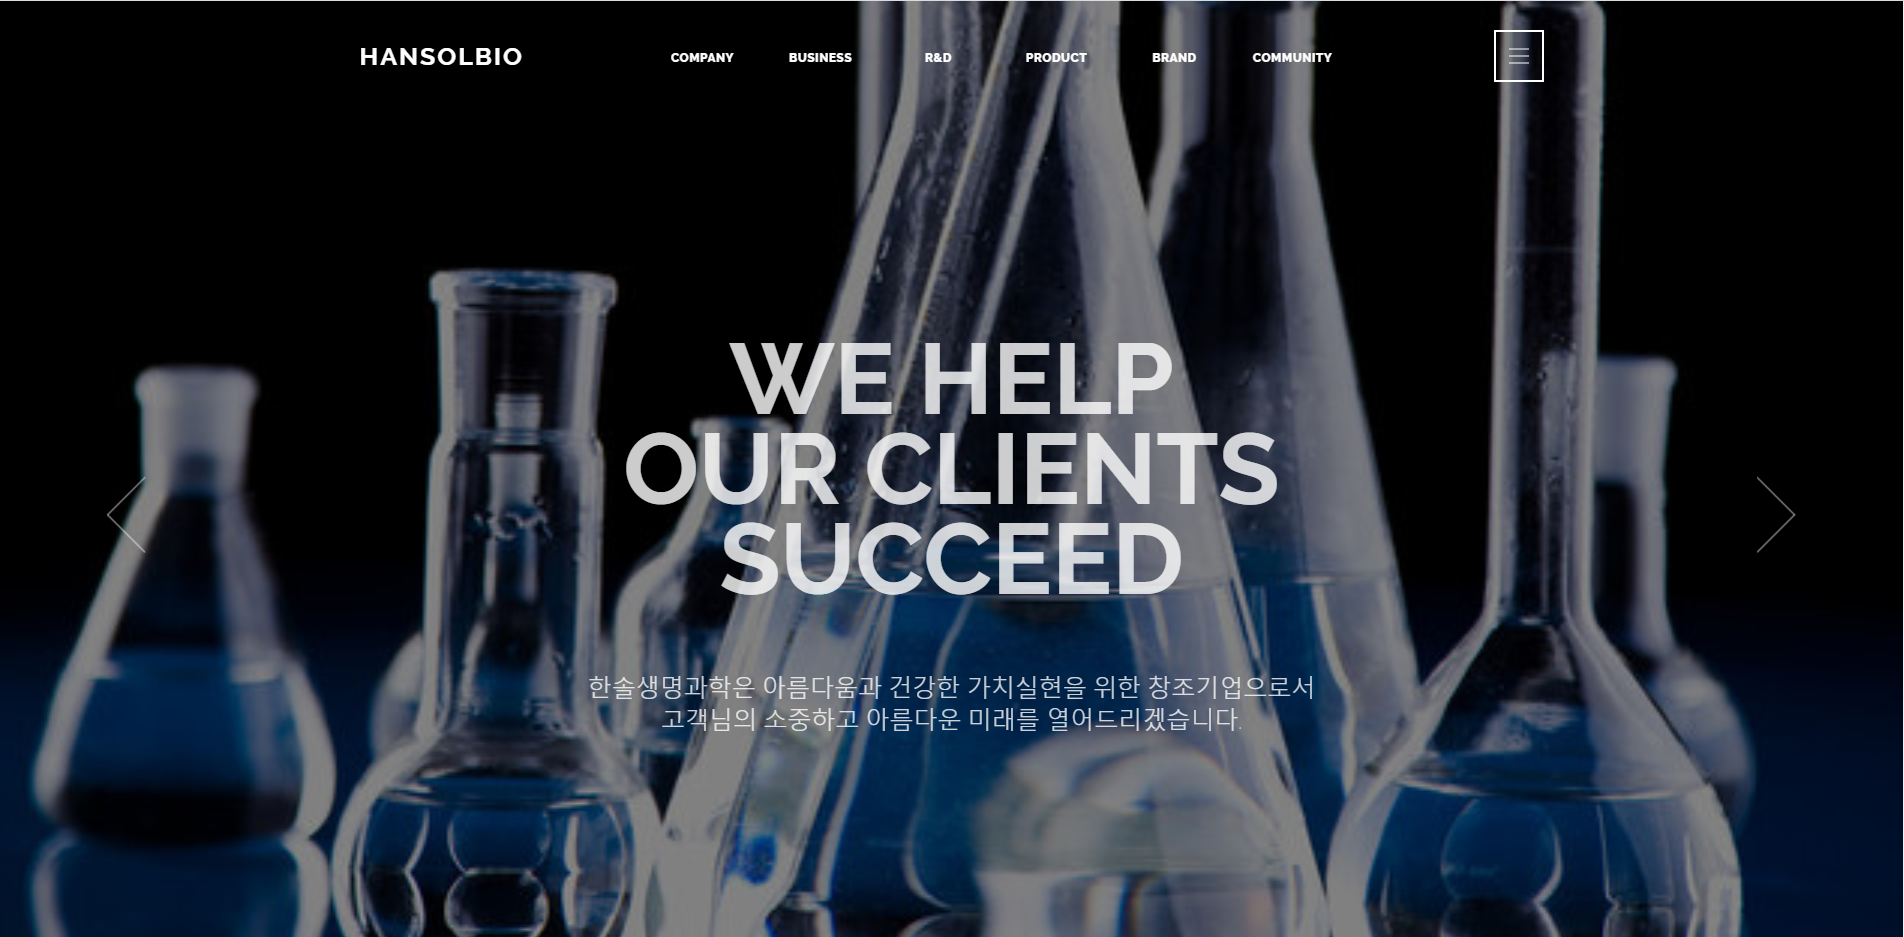 HANSOLBIO
COMPANY BUSINESS R&D PRODUCT BRAND COMMUNITY
WE HELP
OUR CLIENTS
SUCCEED
한솔생명과학은 아름다움과 건강한 가치실현을 위한 창조기업으로서
고객님의 소중하고 아름다운 미래를 열어드리겠습니다.